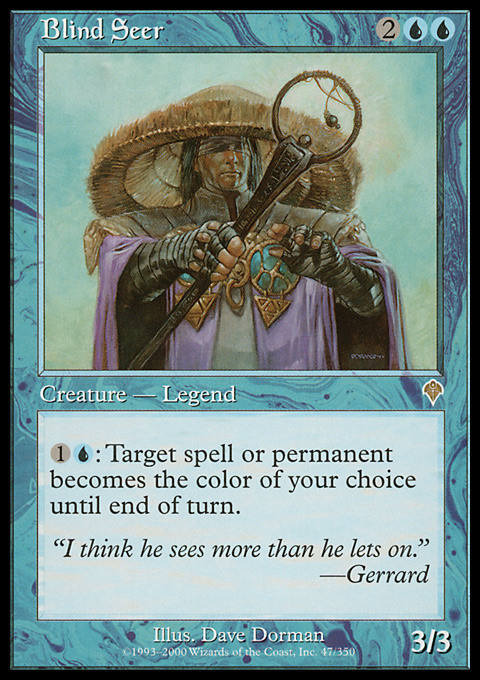 Blind Seer 2
Creature — Legend
1 : Target spell or permanent
becomes the color of your choice
until end of turn.
“I think he sees more than he lets on.”
—Gerrard
Illus. Dave Dorman
©1993–2000 Wizards of the Coast, Inc. 47/350
3/3